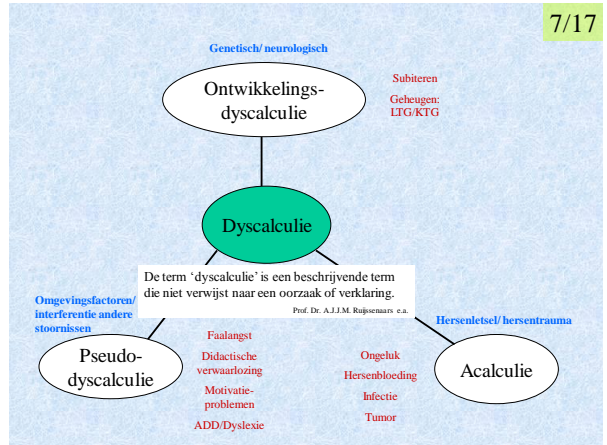 7/17
Genetisch/ neurologisch
Ontwikkelings-
dyscalculie
Subiteren
Geheugen:
LTG/KTG
Dyscalculie
De term ‘dyscalculie’ is een beschrijvende term
die niet verwijst naar een oorzaak of verklaring.
Prof. Dr. A.J.J.M. Ruijssenaars e.a.
Omgevingsfactoren/
interferentie andere
stoornissen
Pseudo-
dyscalculie
Faalangst
Didactische
verwaarlozing
Motivatie-
problemen
ADD/Dyslexie
Hersenletsel/ hersentrauma
Acalculie
Ongeluk
Hersenbloeding
Infectie
Tumor